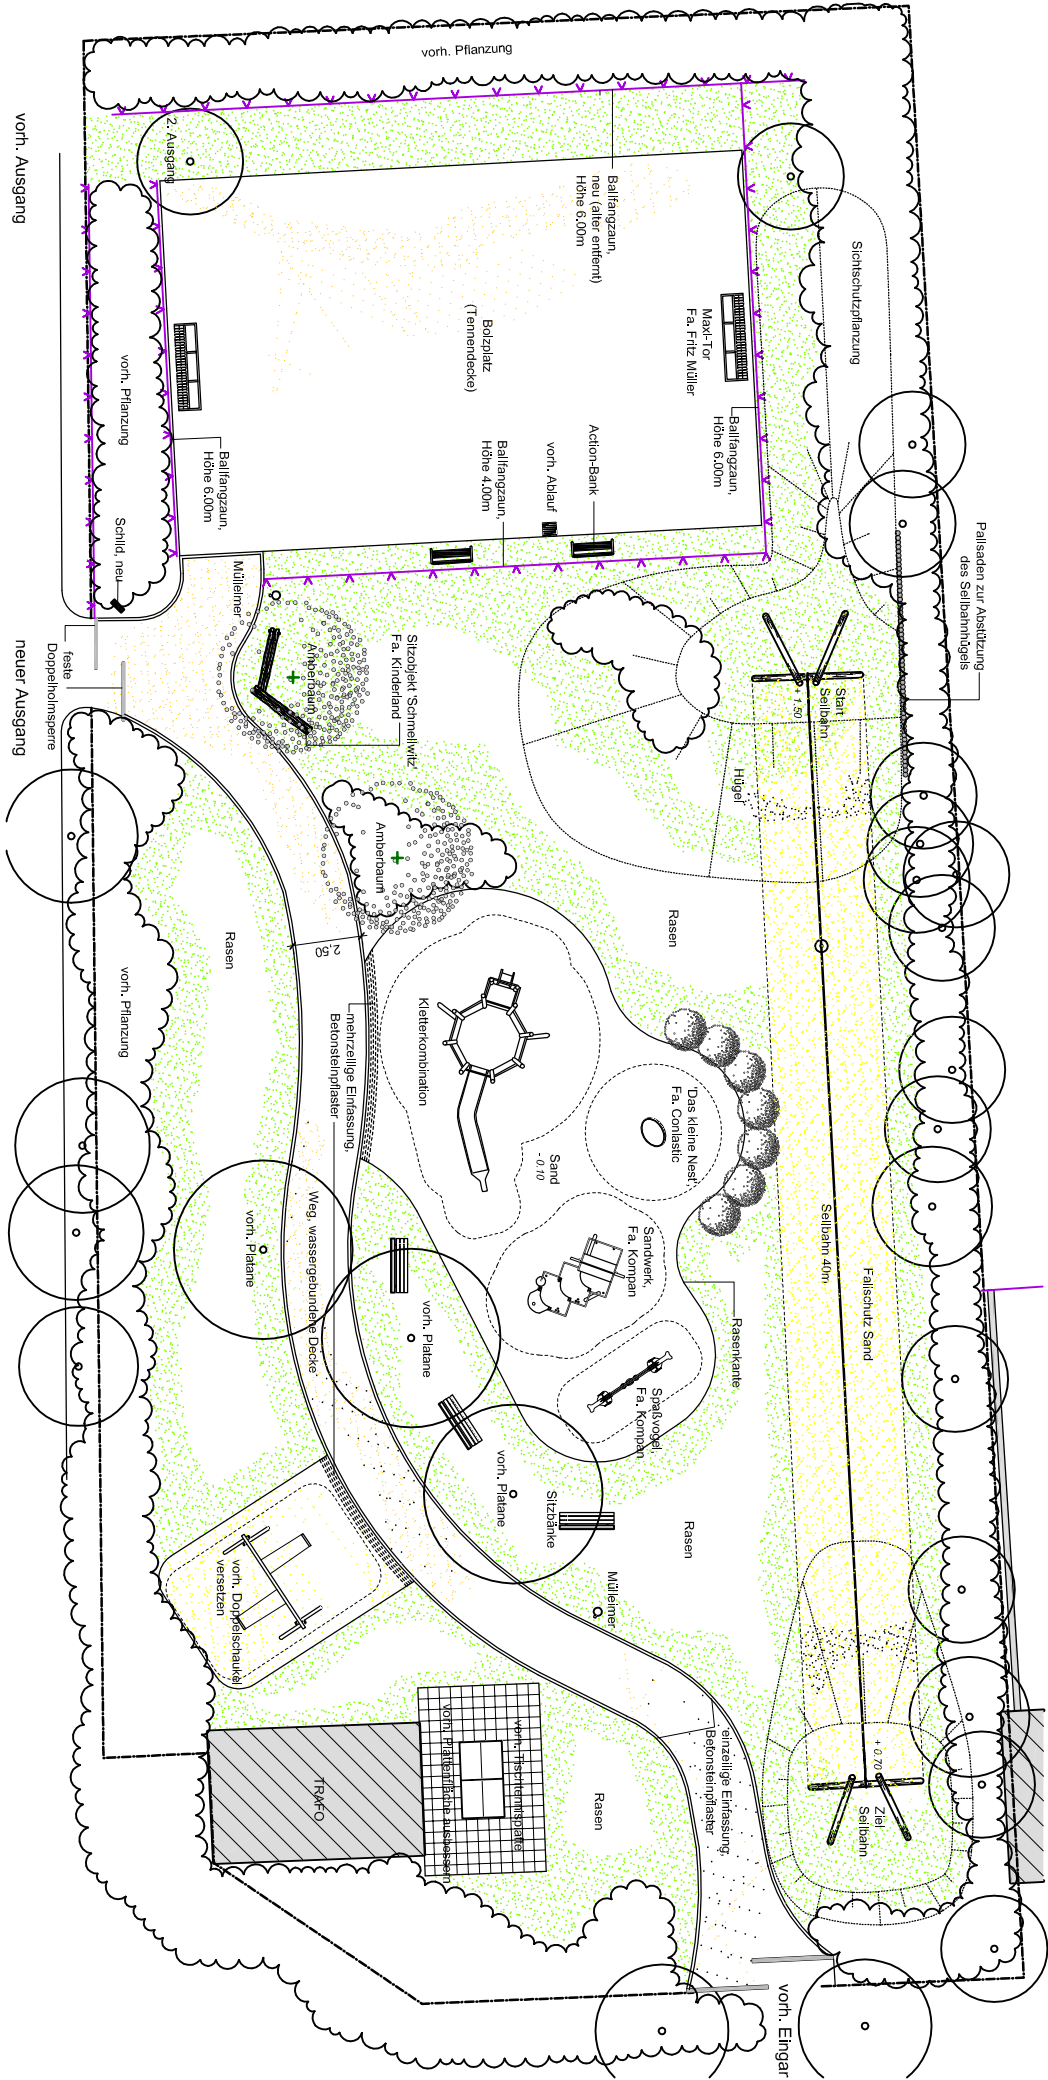 vorh. Pflanzung
vorh. Ausgang
2. Ausgang
Ballfangzaun,
neu (alter entfernt)
Höhe 6.00m
Sichtschutzpflanzung
Maxi-Tor
Fa. Fritz Müller
Bolzplatz
(Tennendecke)
vorh. Pflanzung
Ballfangzaun,
Höhe 6.00m
Ballfangzaun,
Höhe 6.00m
Ballfangzaun,
Höhe 4.00m
vorh. Ablauf
Action-Bank
Schild, neu
Mülleimer
Palisaden zur Abstützung
des Seilbahnhügels
feste
Doppelholmsperre
neuer Ausgang
Amberbaum
Sitzobjekt 'Schmellwitz'
Fa. Kinderland
Start
Seilbahn
+ 1.50
Hügel
Amberbaum
Rasen
Rasen
2,50
vorh. Pflanzung
mehrzeilige Einfassung,
Betonsteinpflaster
Kletterkombination
'Das kleine Nest',
Fa. Conlastic
Sand
- 0.10
Seilbahn 40m
Fallschutz Sand
Weg, wassergebundene Decke
vorh. Platane
vorh. Platane
Sandwerk,
Fa. Kompan
Rasenkante
Spaßvogel,
Fa. Kompan
vorh. Platane
Sitzbänke
Rasen
vorh. Doppelschaukel
versetzen
Mülleimer
einzeilige Einfassung,
Betonsteinpflaster
+ 0.70
Ziel
Seilbahn
TRAFO
vorh. Plattenfläche ausbessern
vorh. Tischtennisplatte
Rasen
vorh. Eingar